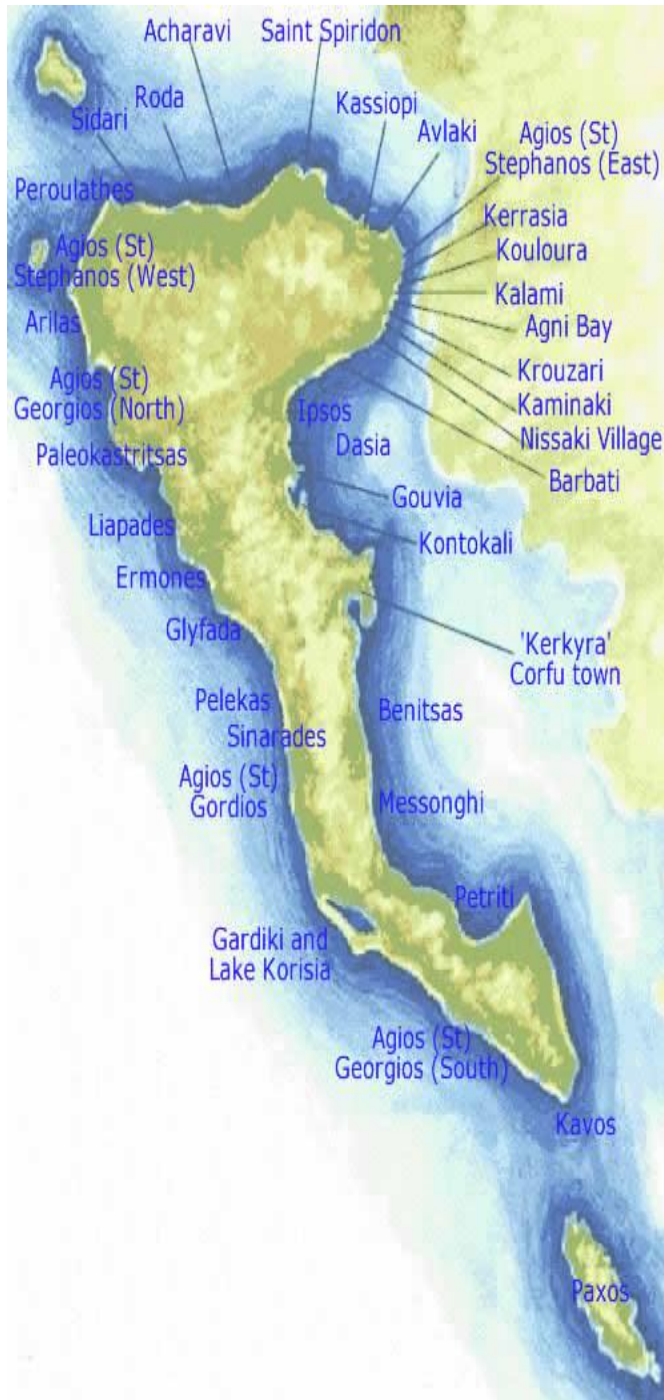 Acharavi
Saint Spiridon
Roda
Kassiopi
Sidari
Avlaki
Agios (St)
Stephanos (East)
Peroulathes
Kerrasia
Agios (St)
Stephanos (West)
Kouloura
Kalami
Arilas
Agni Bay
Krouzari
Agios (St)
Georgios (North)
Kaminaki
Ipsos
Nissaki Village
Dasia
Paleokastritsas
Barbati
Gouvia
Liapades
Kontokali
Ermones
Glyfada
'Kerkyra'
Corfu town
Pelekas
Benitsas
Sinarades
Agios (St)
Gordios
Messonghi
Petriti
Gardiki and
Lake Korisia
Agios (St)
Georgios (South)
Kavos
Paxos